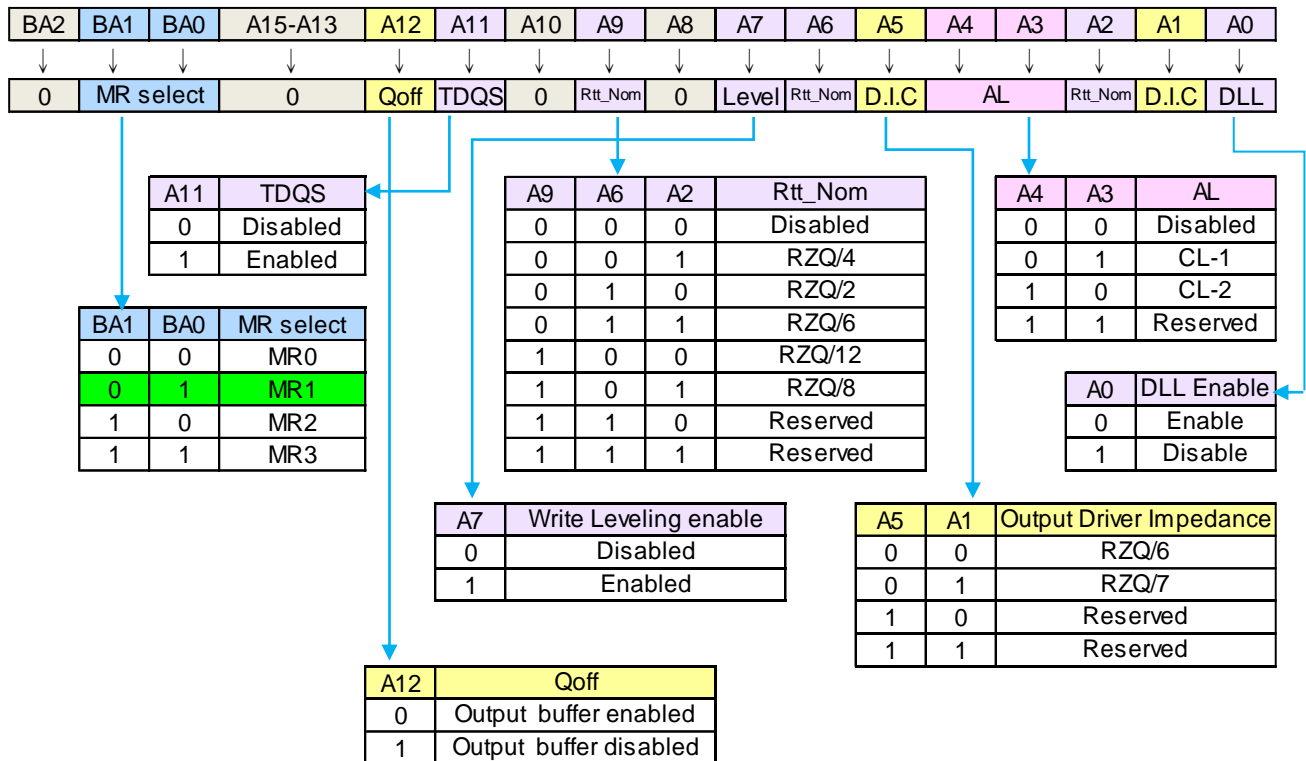 BA2 BA1 BA0 A15-A13 A12 A11 A10 A9 A8 A7 A6 A5 A4 A3 A2 A1 A0
0 MR select 0 Qoff TDQS 0 Rtt_Nom 0 Level Rtt_Nom D.I.C AL Rtt_Nom D.I.C DLL
A11 TDQS
0 Disabled
1 Enabled
BA1 BA0 MR select
0 0 MR0
0 1 MR1
1 0 MR2
1 1 MR3
A9 A6 A2 Rtt_Nom
0 0 0 Disabled
0 0 1 RZQ/4
0 1 0 RZQ/2
0 1 1 RZQ/6
1 0 0 RZQ/12
1 0 1 RZQ/8
1 1 0 Reserved
1 1 1 Reserved
A4 A3 AL
0 0 Disabled
0 1 CL-1
1 0 CL-2
1 1 Reserved
A0 DLL Enable
0 Enable
1 Disable
A7 Write Leveling enable
0 Disabled
1 Enabled
A5 A1 Output Driver Impedance
0 0 RZQ/6
0 1 RZQ/7
1 0 Reserved
1 1 Reserved
A12 Qoff
0 Output buffer enabled
1 Output buffer disabled